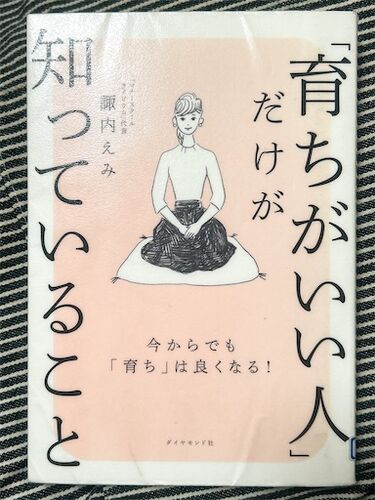 「育ちがいい人」
だけが
知っていること
「マナースクール
ライビウム」代表
諏内えみ
今からでも
「育ち」は良くなる!
ダイヤモンド社